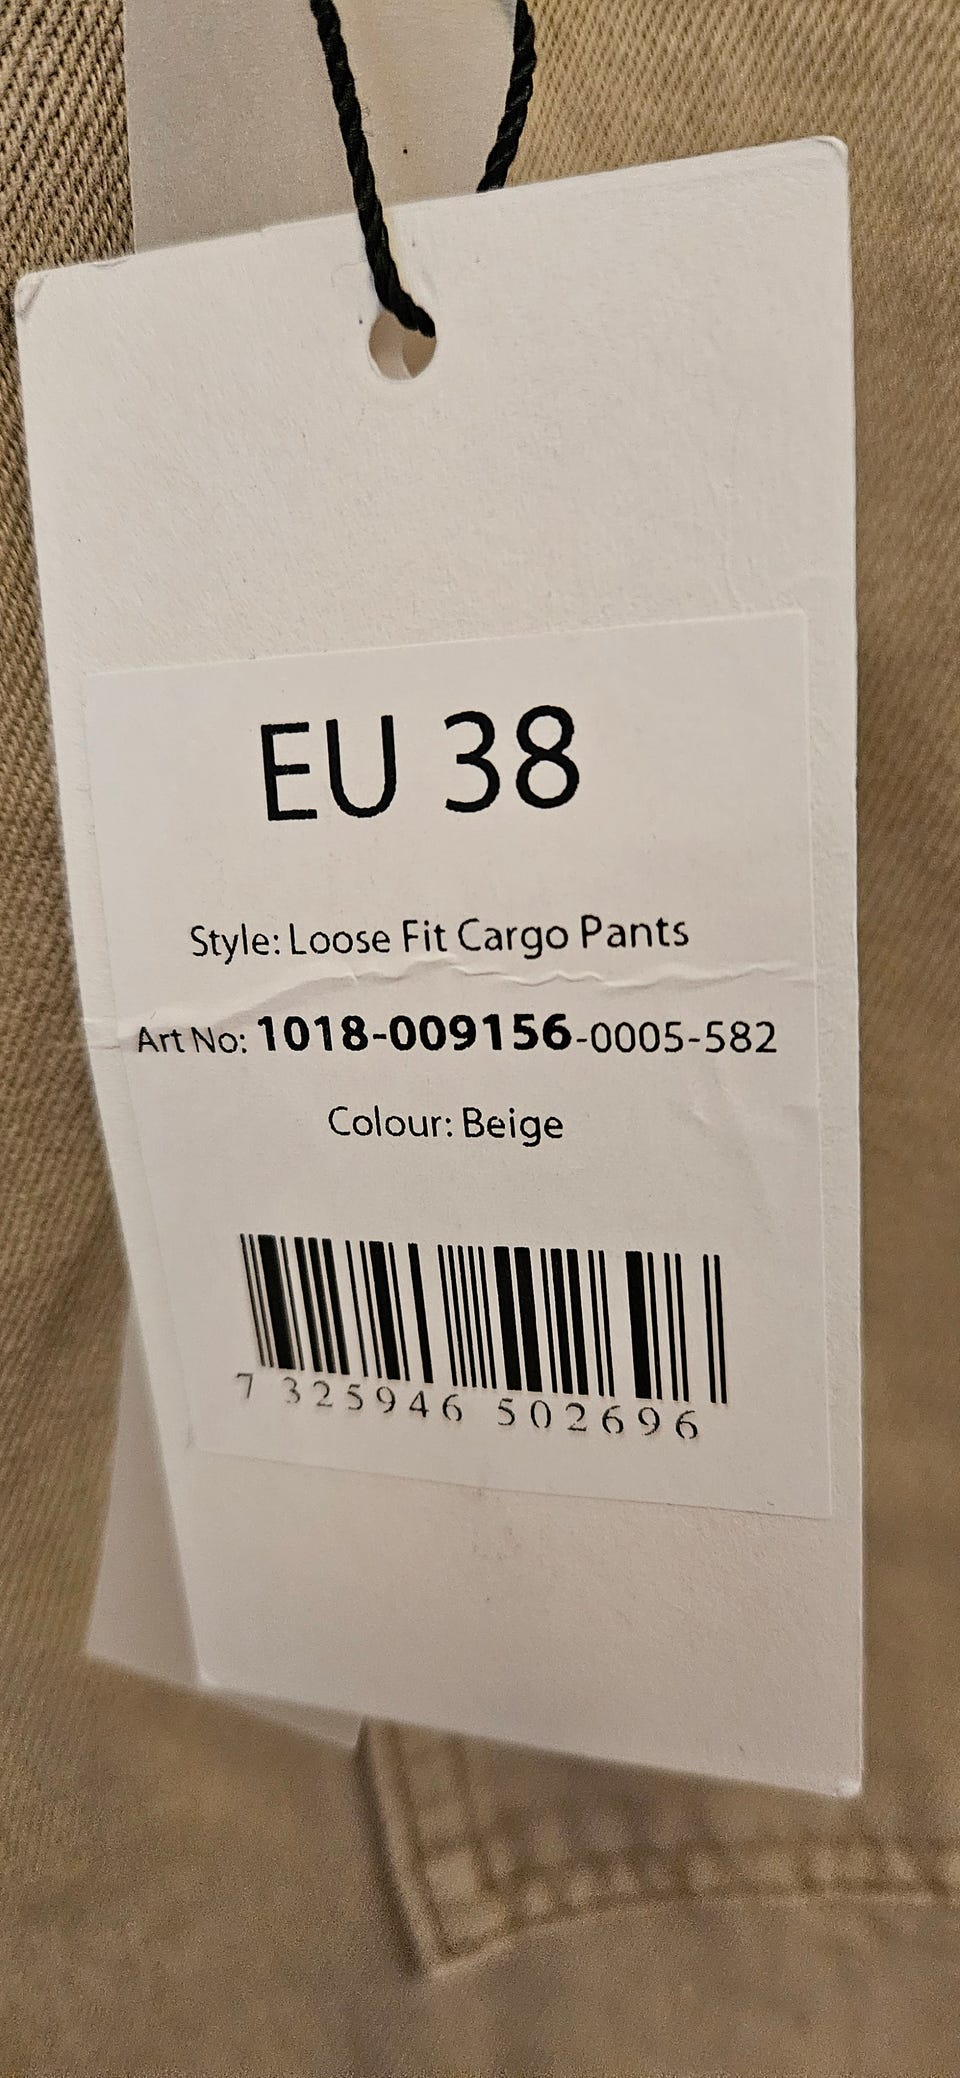 EU 38
Style: Loose Fit Cargo Pants
Art No: 1018-009156-0005-582
Colour: Beige
7 325946 502696